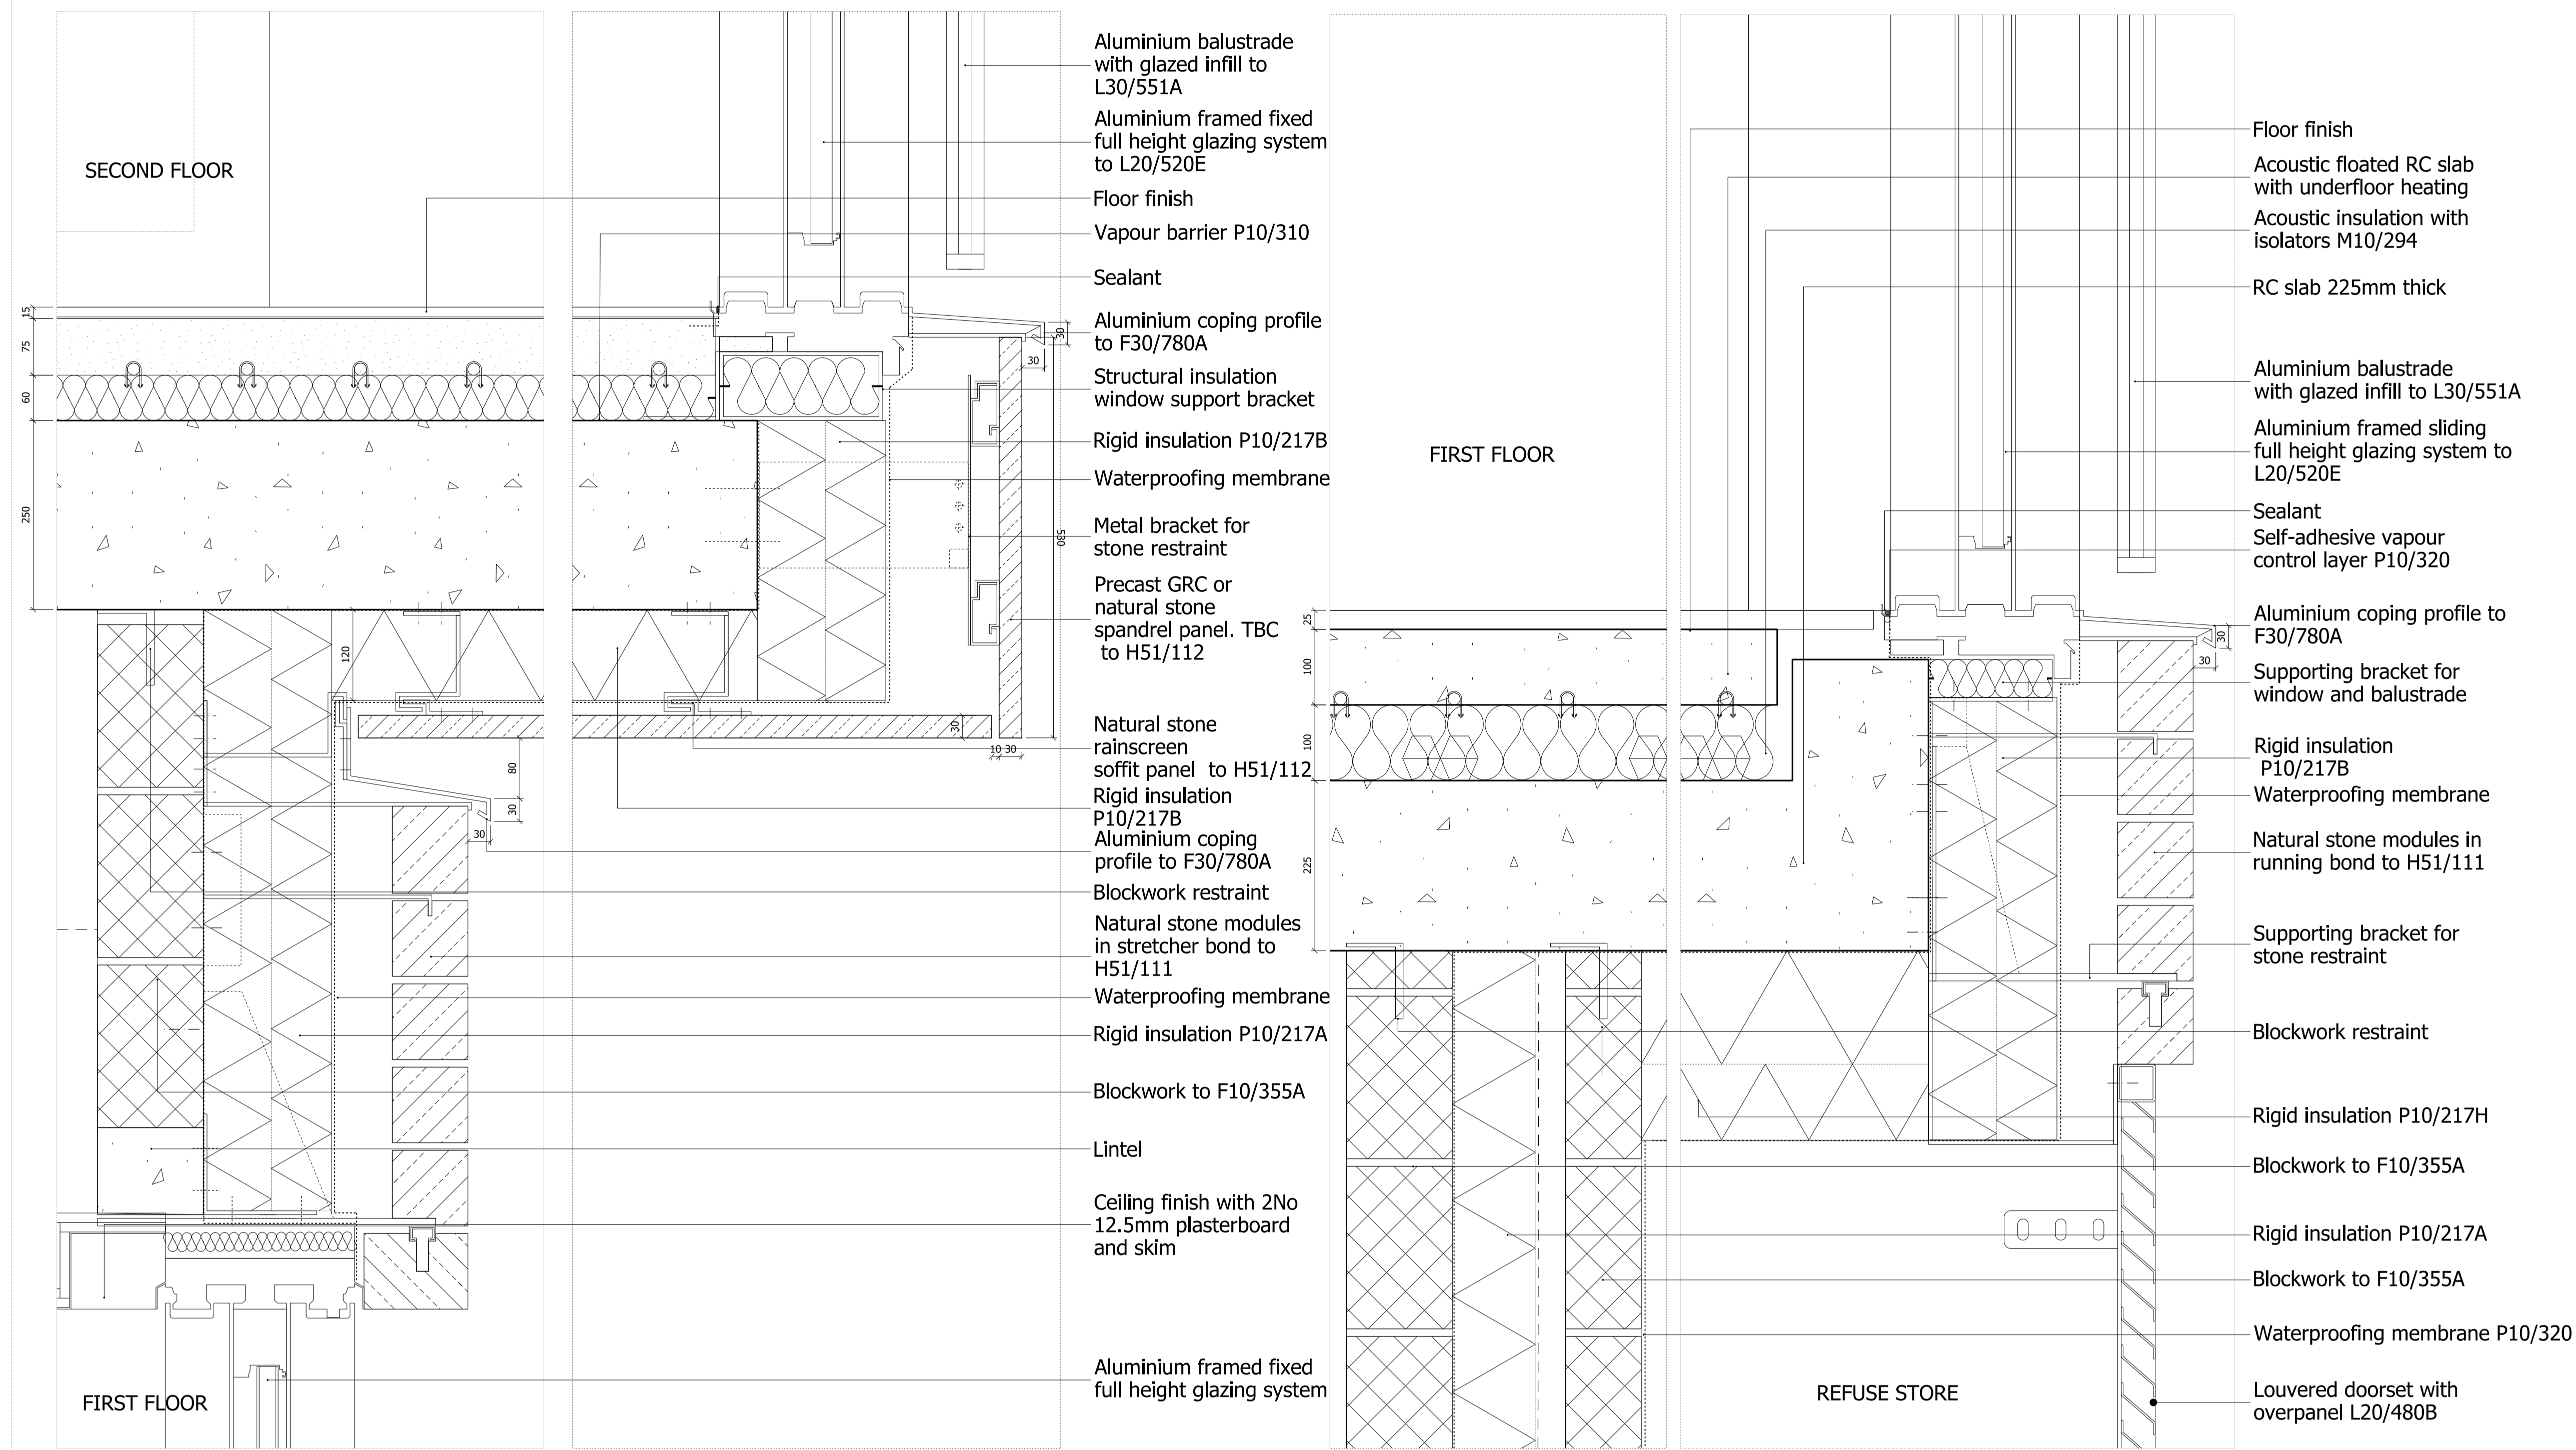 SECOND FLOOR
15
75
60
250
120
80
30
30
30
10 30
530
30
30
FIRST FLOOR
Aluminium balustrade
with glazed infill to
L30/551A
Aluminium framed fixed
full height glazing system
to L20/520E
Floor finish
Vapour barrier P10/310
Sealant
Aluminium coping profile
to F30/780A
Structural insulation
window support bracket
Rigid insulation P10/217B
Waterproofing membrane
Metal bracket for
stone restraint
Precast GRC or
natural stone
spandrel panel. TBC
to H51/112
Natural stone
rainscreen
soffit panel to H51/112
Rigid insulation
P10/217B
Aluminium coping
profile to F30/780A
Blockwork restraint
Natural stone modules
in stretcher bond to
H51/111
Waterproofing membrane
Rigid insulation P10/217A
Blockwork to F10/355A
Lintel
Ceiling finish with 2No
12.5mm plasterboard
and skim
Aluminium framed fixed
full height glazing system
FIRST FLOOR
25
100
100
225
30
30
REFUSE STORE
Floor finish
Acoustic floated RC slab
with underfloor heating
Acoustic insulation with
isolators M10/294
RC slab 225mm thick
Aluminium balustrade
with glazed infill to L30/551A
Aluminium framed sliding
full height glazing system to
L20/520E
Sealant
Self-adhesive vapour
control layer P10/320
Aluminium coping profile to
F30/780A
Supporting bracket for
window and balustrade
Rigid insulation
P10/217B
Waterproofing membrane
Natural stone modules in
running bond to H51/111
Supporting bracket for
stone restraint
Blockwork restraint
Rigid insulation P10/217H
Blockwork to F10/355A
Rigid insulation P10/217A
Blockwork to F10/355A
Waterproofing membrane P10/320
Louvered doorset with
overpanel L20/480B